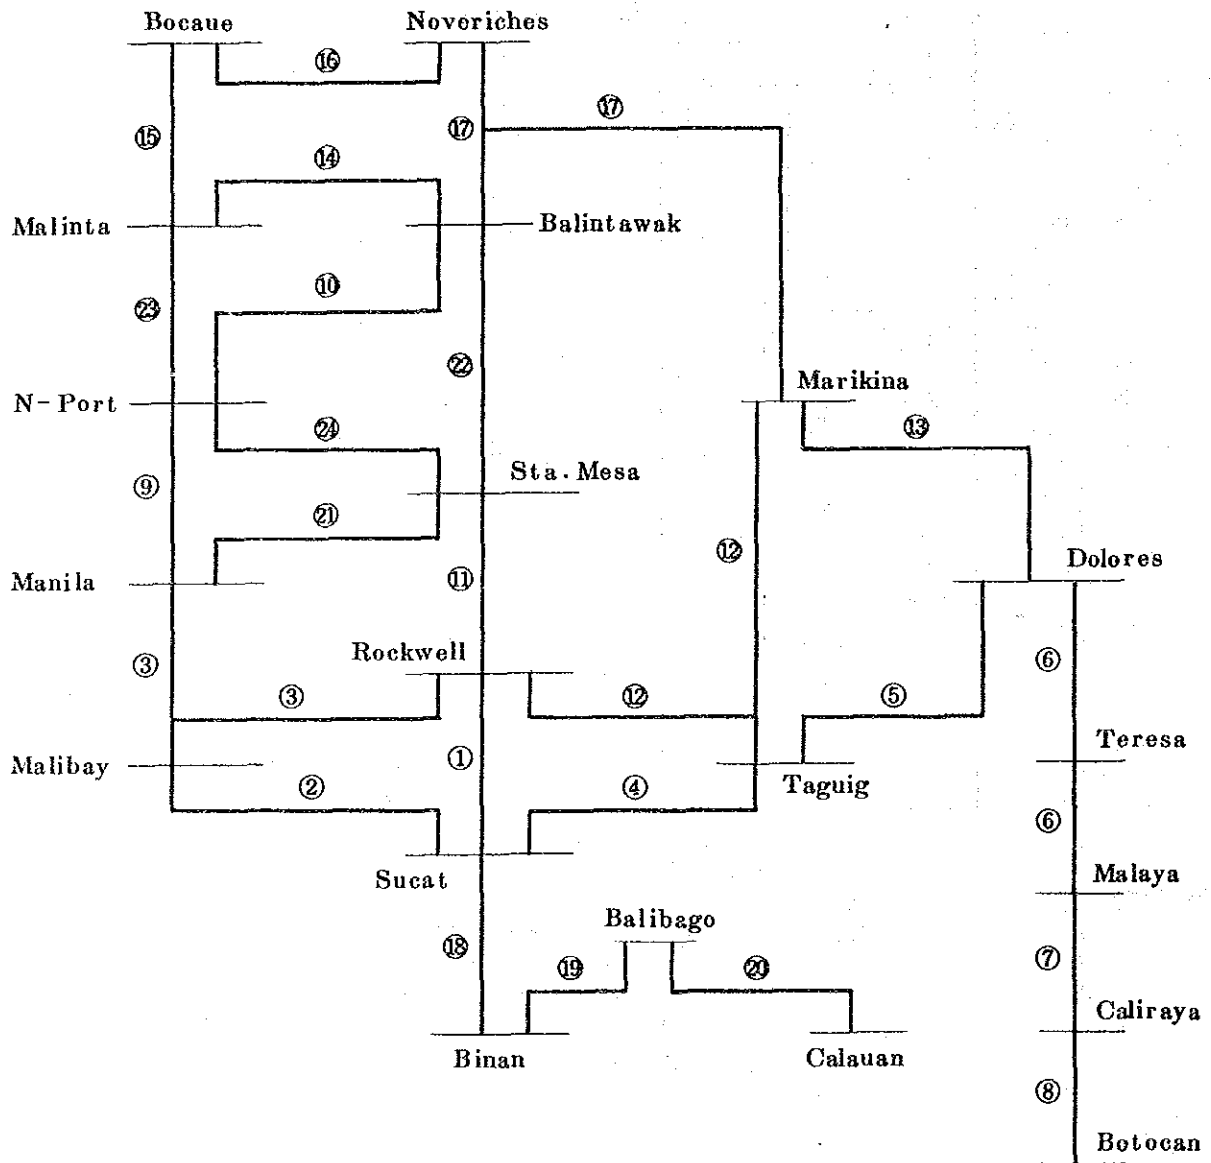 Bocaue Noveriches
⑯
⑰
⑮ ⑰
⑭
Malinta Balintawak
⑩
㉓
㉒
Marikina
N-Port
㉔ ⑬
Sta. Mesa
⑨
㉑
⑫
Dolores
Manila ⑪
Rockwell
③ ⑥
③ ⑫ ⑤
Teresa
Malibay ①
② ④ Taguig
⑥
Sucat Malaya
Balibago
⑱
⑲ ⑳ ⑦
Caliraya
Binan Calauan
⑧
Botocan